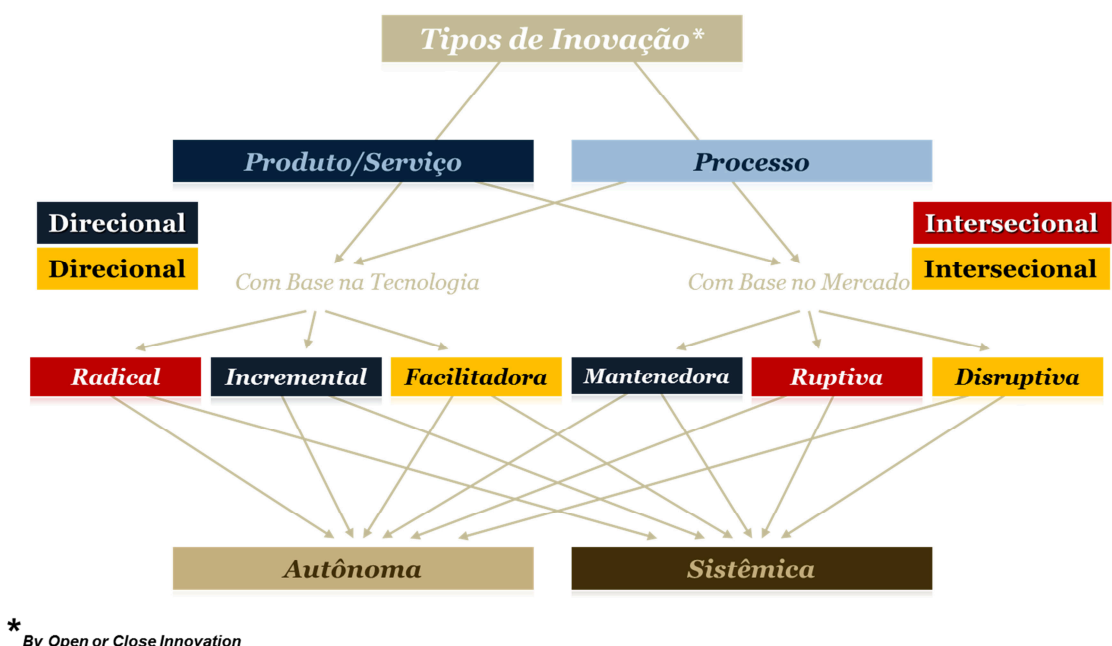 Tipos de Inovação*
Produto/Serviço
Processo
Direcional
Direcional
Intersecional
Intersecional
Com Base na Tecnologia
Com Base no Mercado
Radical
Incremental
Facilitadora
Mantenedora
Ruptiva
Disruptiva
Autônoma
Sistêmica
*By Open or Close Innovation